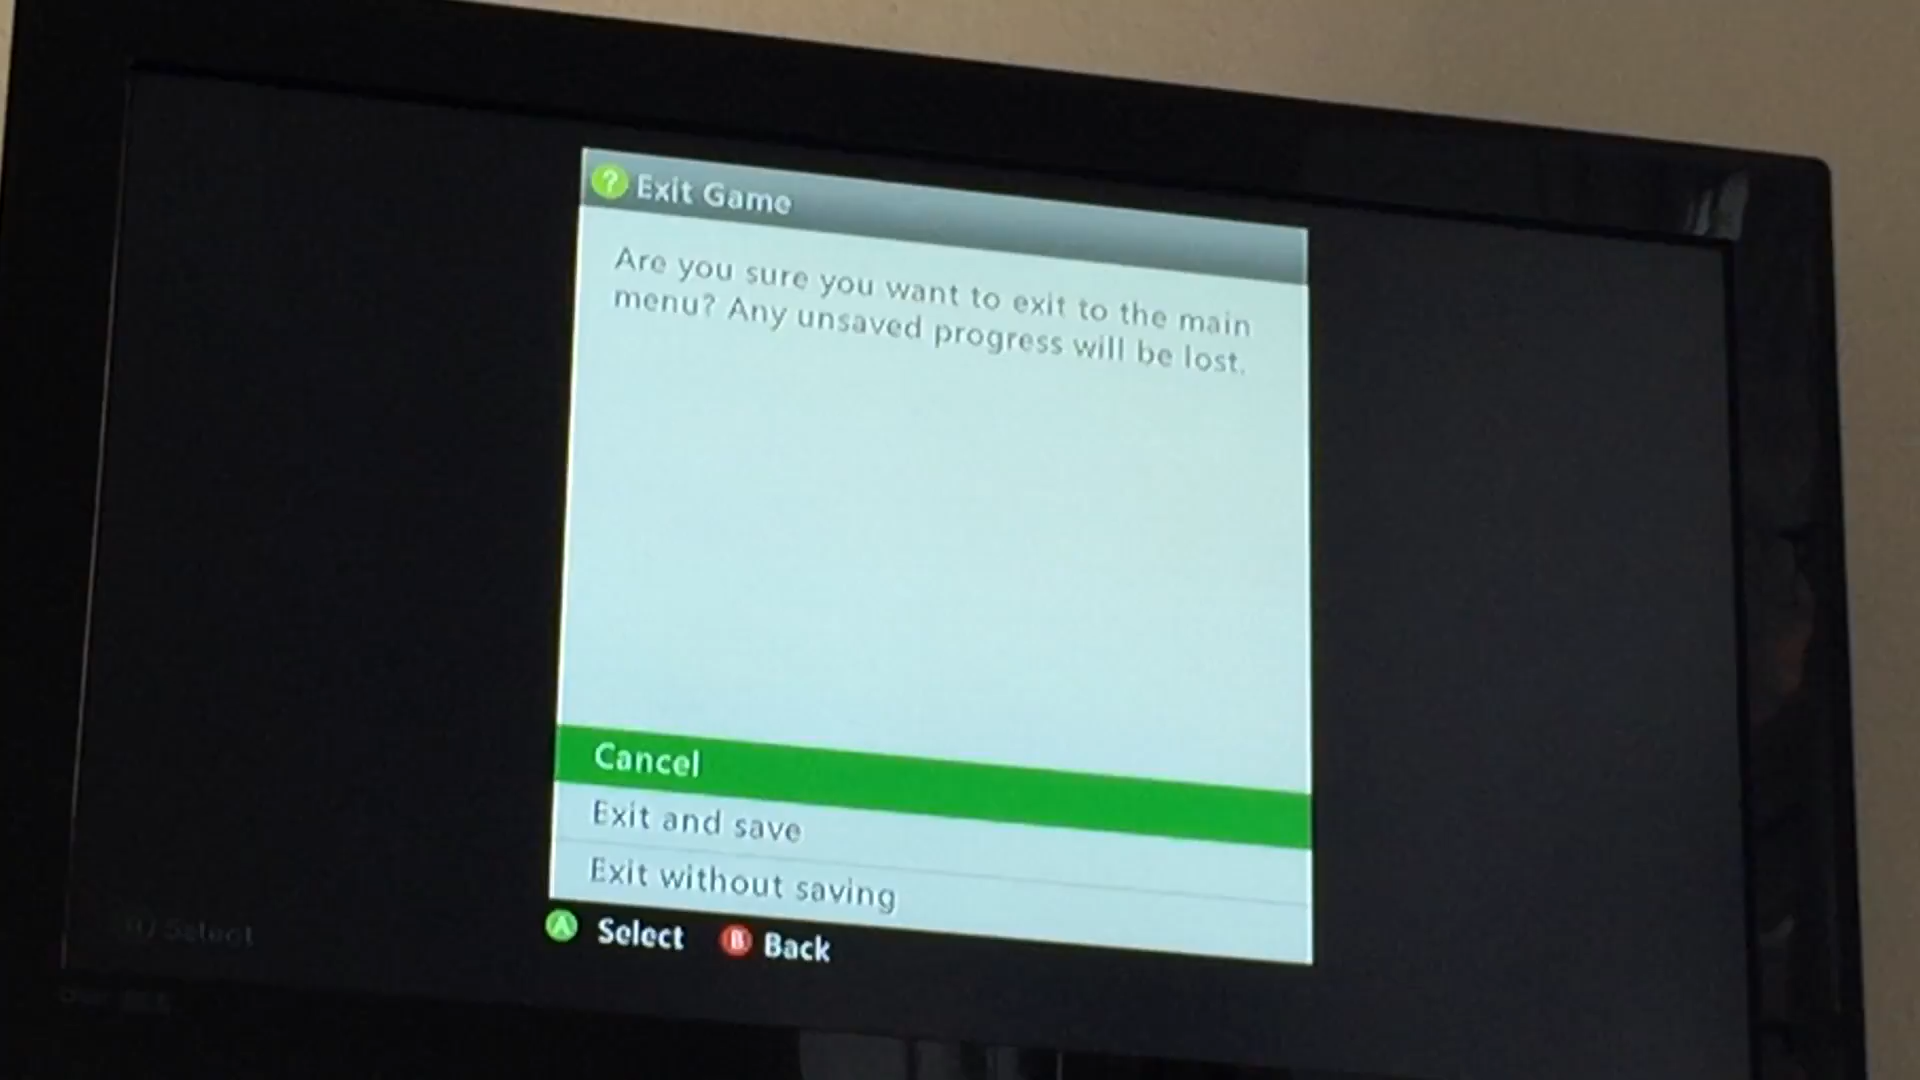 ? Exit Game
Are you sure you want to exit to the main
menu? Any unsaved progress will be lost.
Cancel
Exit and save
Exit without saving
A Select B Back
Select